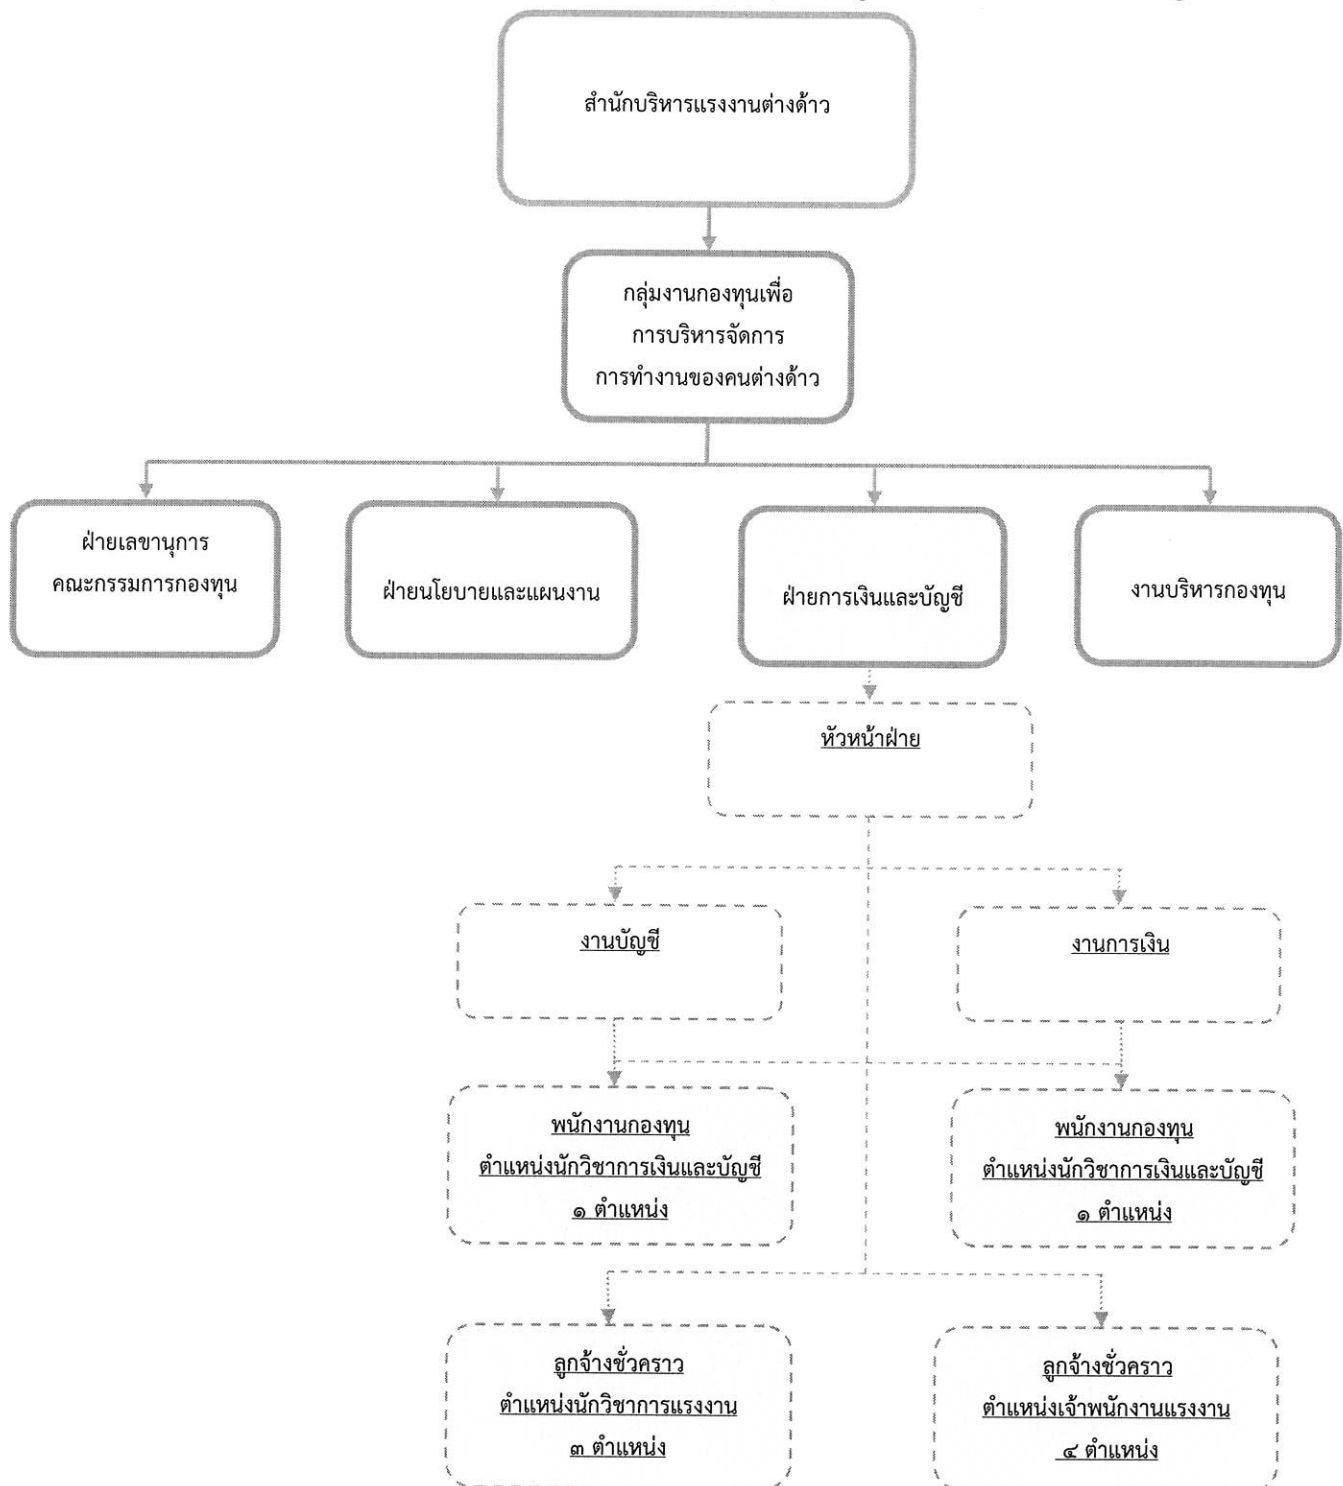 สำนักบริหารแรงงานต่างด้าว
กลุ่มงานกองทุนเพื่อ
การบริหารจัดการ
การทำงานของคนต่างด้าว
ฝ่ายเลขานุการ
คณะกรรมการกองทุน
ฝ่ายนโยบายและแผนงาน
ฝ่ายการเงินและบัญชี
งานบริหารกองทุน
หัวหน้าฝ่าย
งานบัญชี
งานการเงิน
พนักงานกองทุน
ตำแหน่งนักวิชาการเงินและบัญชี
๑ ตำแหน่ง
พนักงานกองทุน
ตำแหน่งนักวิชาการเงินและบัญชี
๑ ตำแหน่ง
ลูกจ้างชั่วคราว
ตำแหน่งนักวิชาการแรงงาน
๓ ตำแหน่ง
ลูกจ้างชั่วคราว
ตำแหน่งเจ้าพนักงานแรงงาน
๔ ตำแหน่ง